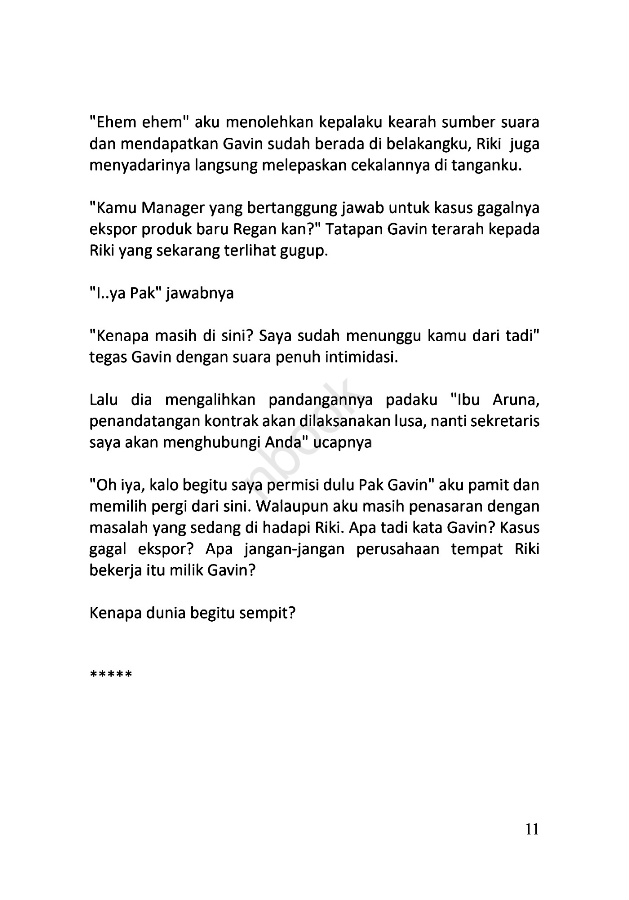 "Ehem ehem" aku menolehkan kepalaku kearah sumber suara
dan mendapatkan Gavin sudah berada di belakangku, Riki juga
menyadarinya langsung melepaskan cekalannya di tanganku.
"Kamu Manager yang bertanggung jawab untuk kasus gagalnya
ekspor produk baru Regan kan?" Tatapan Gavin terarah kepada
Riki yang sekarang terlihat gugup.
"I..ya Pak" jawabnya
"Kenapa masih di sini? Saya sudah menunggu kamu dari tadi"
tegas Gavin dengan suara penuh intimidasi.
Lalu dia mengalihkan pandangannya padaku "Ibu Aruna,
penandatangan kontrak akan dilaksanakan lusa, nanti sekretaris
saya akan menghubungi Anda" ucapnya
"Oh iya, kalo begitu saya permisi dulu Pak Gavin" aku pamit dan
memilih pergi dari sini. Walaupun aku masih penasaran dengan
masalah yang sedang di hadapi Riki. Apa tadi kata Gavin? Kasus
gagal ekspor? Apa jangan-jangan perusahaan tempat Riki
bekerja itu milik Gavin?
Kenapa dunia begitu sempit?
*****
11